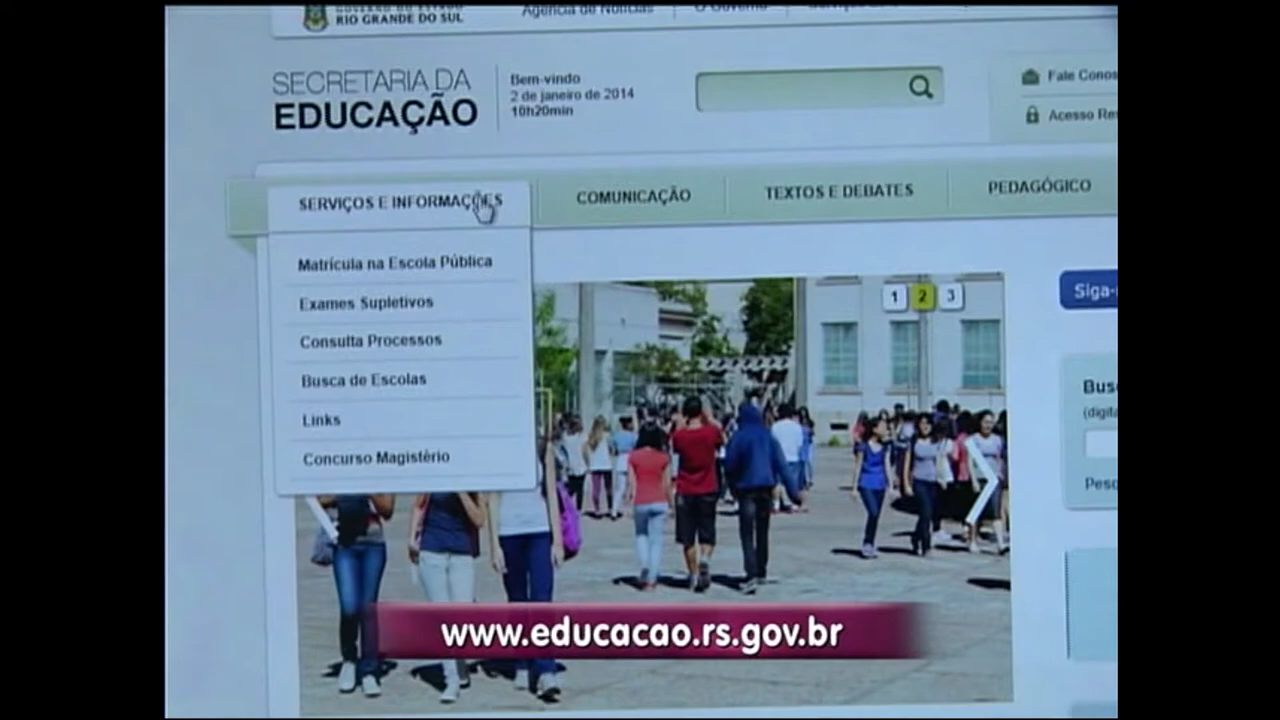 RIO GRANDE DO SUL
Agência de Notícias
O Governo
SECRETARIA DA
EDUCAÇÃO
Bem-vindo
2 de janeiro de 2014
10h20min
Fale Conos
Acesso Res
SERVIÇOS E INFORMAÇÕES
COMUNICAÇÃO
TEXTOS E DEBATES
PEDAGÓGICO
Matrícula na Escola Pública
Exames Supletivos
Consulta Processos
Busca de Escolas
Links
Concurso Magistério
1 2 3
Siga-
Bus
(digita
Pesq
www.educacao.rs.gov.br